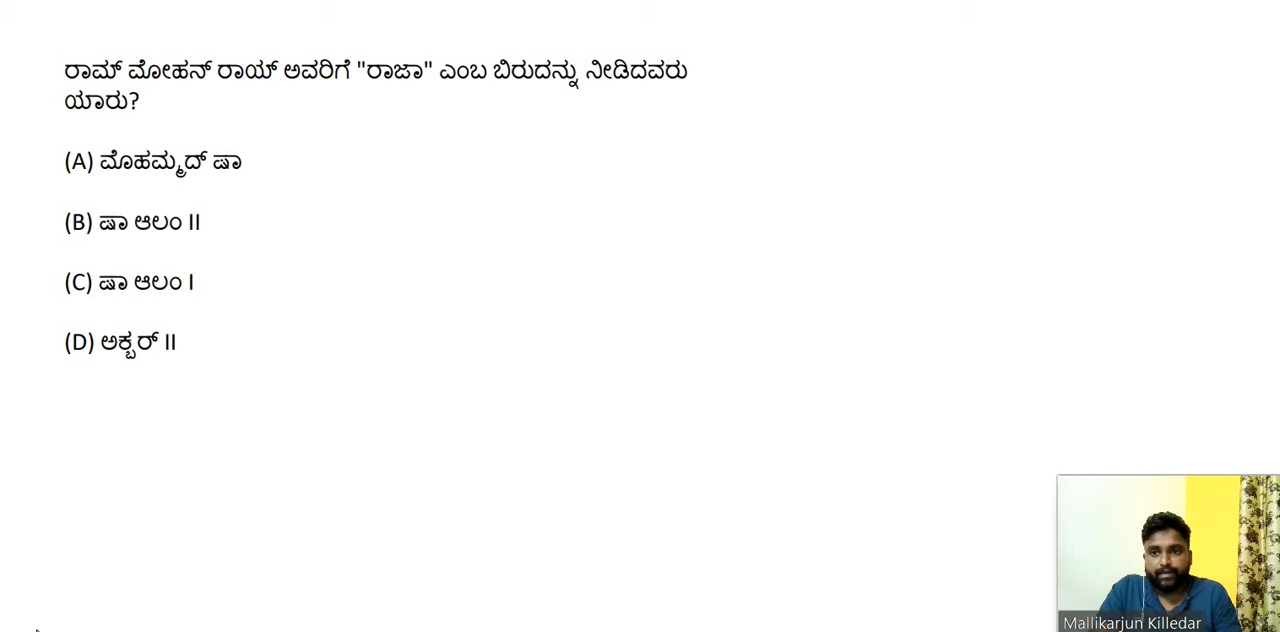 ರಾಮ್ ಮೋಹನ್ ರಾಯ್ ಅವರಿಗೆ "ರಾಜಾ" ಎಂಬ ಬಿರುದನ್ನು ನೀಡಿದವರು
ಯಾರು?
(A) ಮೊಹಮ್ಮದ್ ಷಾ
(B) ಷಾ ಆಲಂ II
(C) ಷಾ ಆಲಂ I
(D) ಅಕ್ಬರ್ II
Mallikarjun Killedar